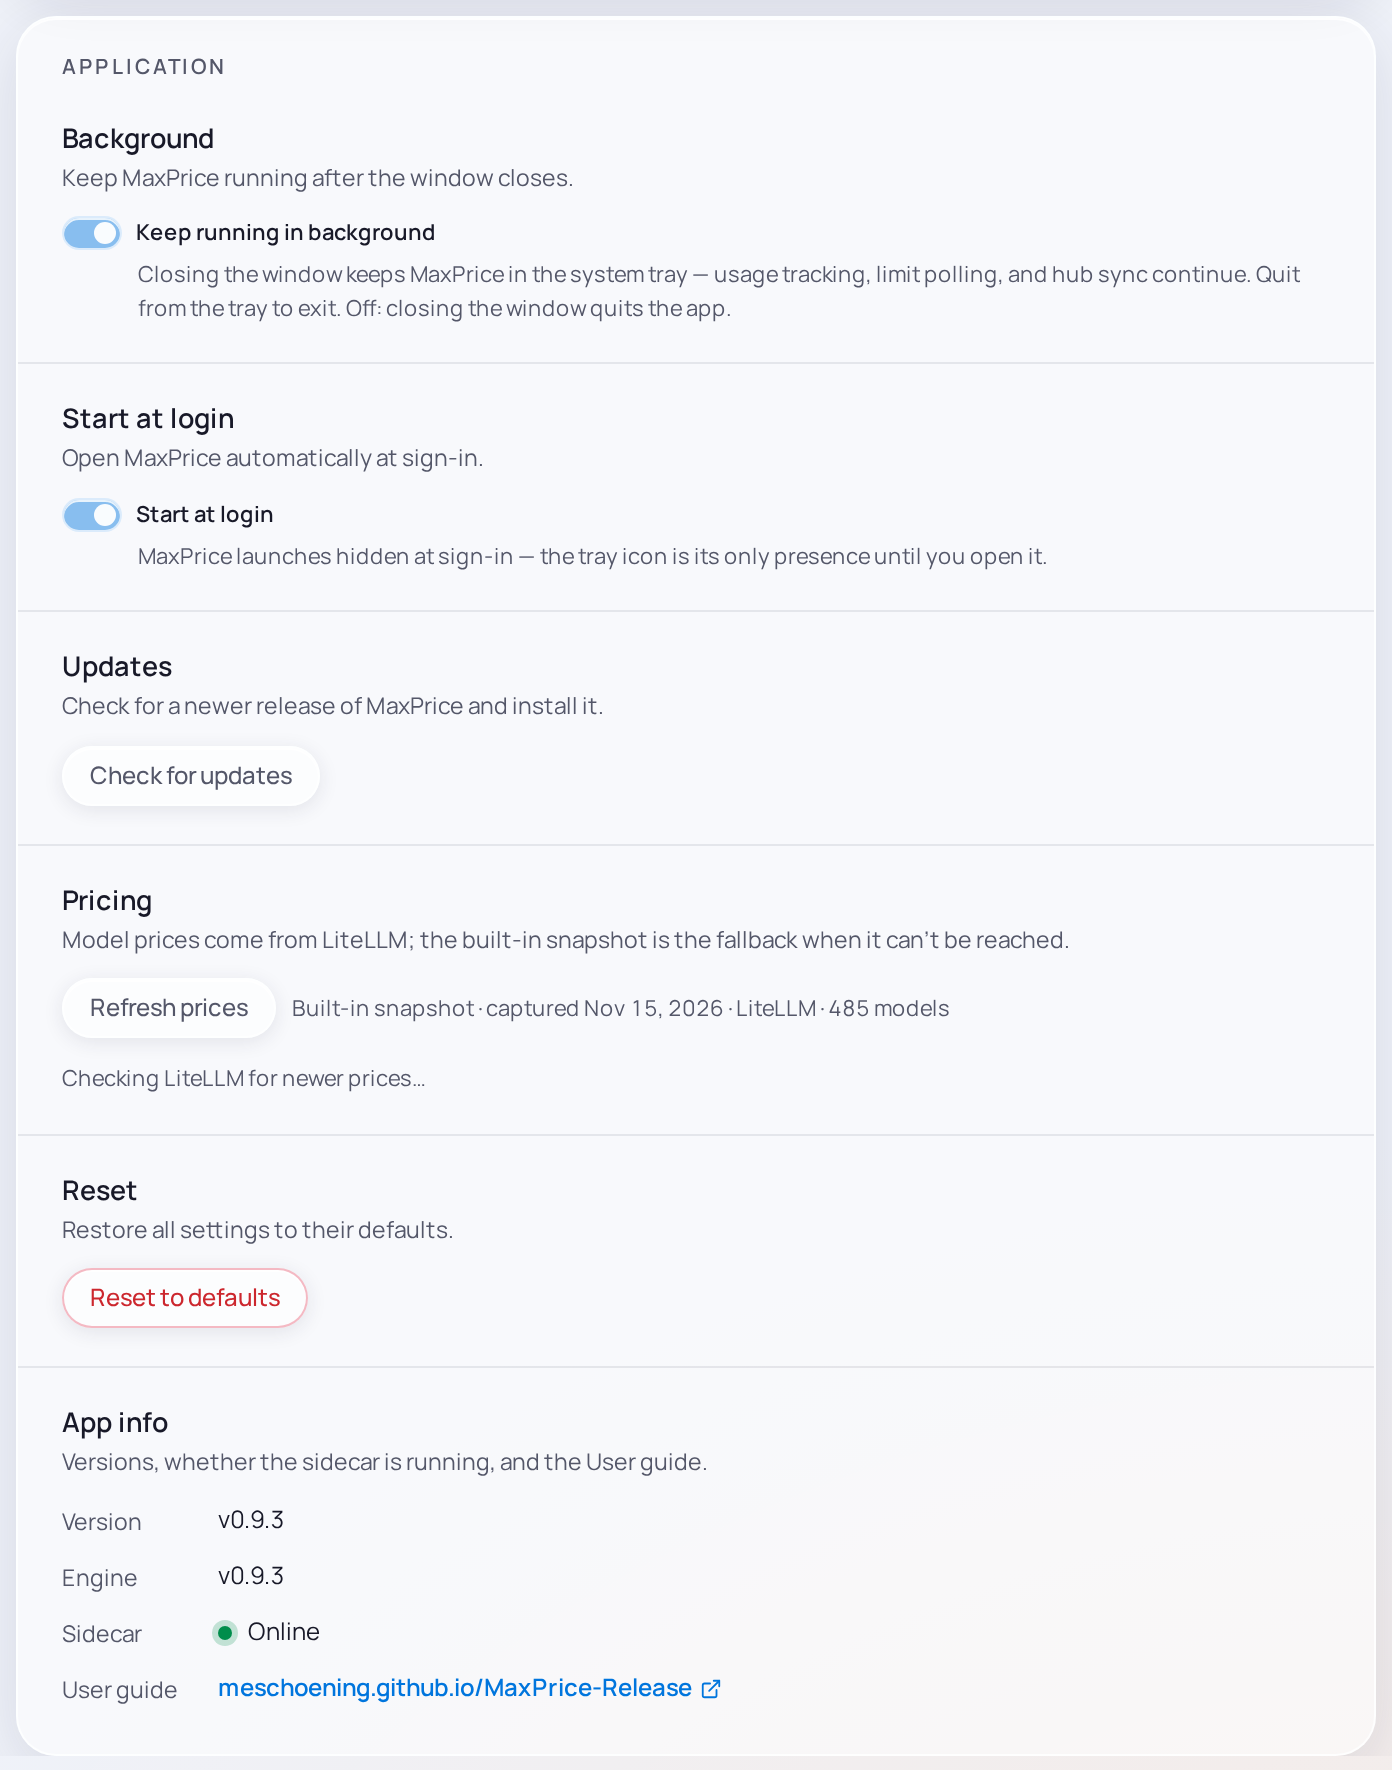 APPLICATION
Background
Keep MaxPrice running after the window closes.
Keep running in background
Closing the window keeps MaxPrice in the system tray — usage tracking, limit polling, and hub sync continue. Quit
from the tray to exit. Off: closing the window quits the app.
Start at login
Open MaxPrice automatically at sign-in.
Start at login
MaxPrice launches hidden at sign-in — the tray icon is its only presence until you open it.
Updates
Check for a newer release of MaxPrice and install it.
Check for updates
Pricing
Model prices come from LiteLLM; the built-in snapshot is the fallback when it can’t be reached.
Refresh prices Built-in snapshot · captured Nov 15, 2026 · LiteLLM · 485 models
Checking LiteLLM for newer prices…
Reset
Restore all settings to their defaults.
Reset to defaults
App info
Versions, whether the sidecar is running, and the User guide.
Version v0.9.3
Engine v0.9.3
Sidecar Online
User guide meschoening.github.io/MaxPrice-Release